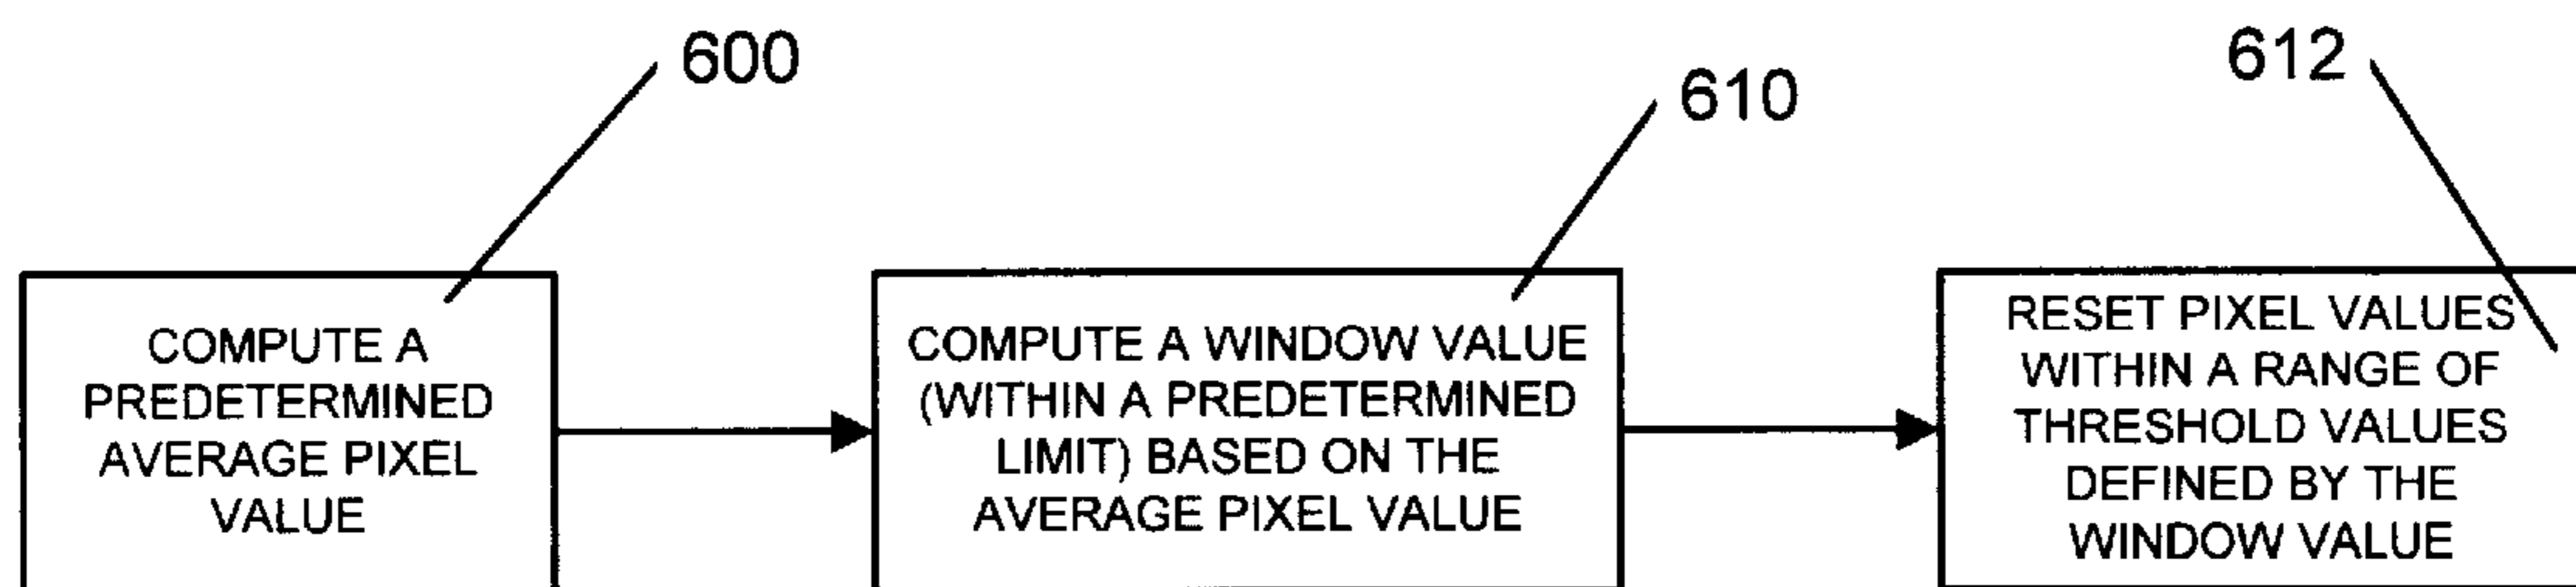 600
610
612
COMPUTE A
PREDETERMINED
AVERAGE PIXEL
VALUE
COMPUTE A WINDOW VALUE
(WITHIN A PREDETERMINED
LIMIT) BASED ON THE
AVERAGE PIXEL VALUE
RESET PIXEL VALUES
WITHIN A RANGE OF
THRESHOLD VALUES
DEFINED BY THE
WINDOW VALUE